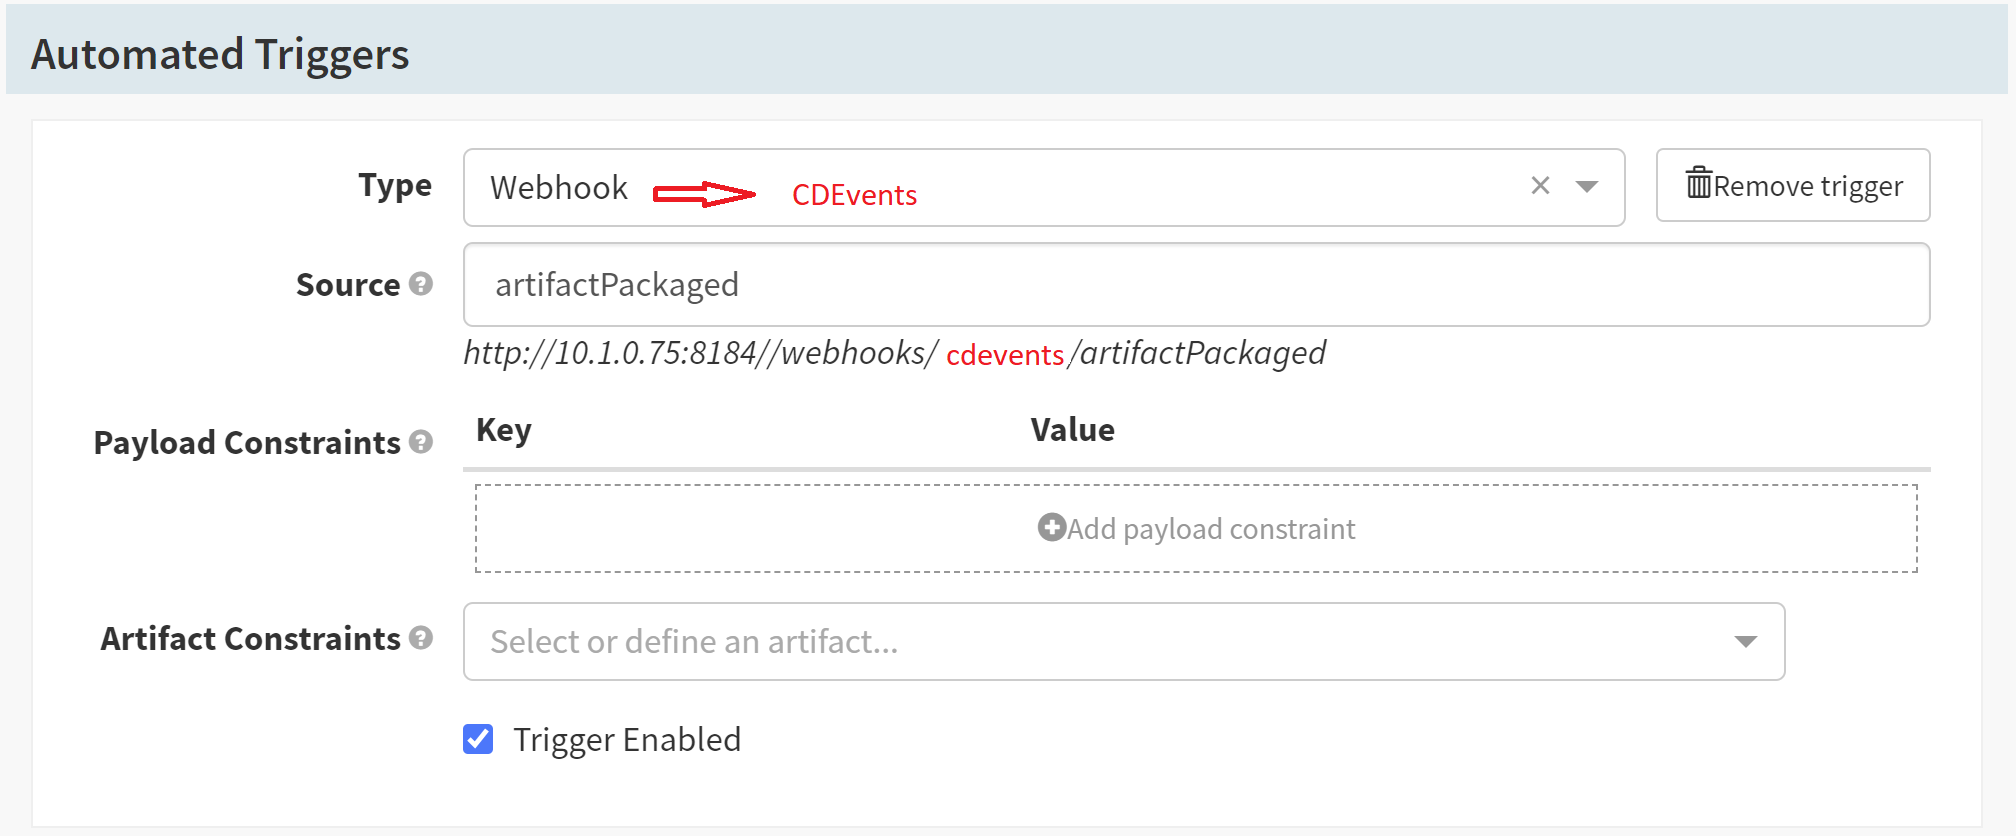 Automated Triggers
Type Webhook CDEvents Remove trigger
Source artifactPackaged
http://10.1.0.75:8184//webhooks/ cdevents /artifactPackaged
Payload Constraints Key Value
Add payload constraint
Artifact Constraints Select or define an artifact...
Trigger Enabled